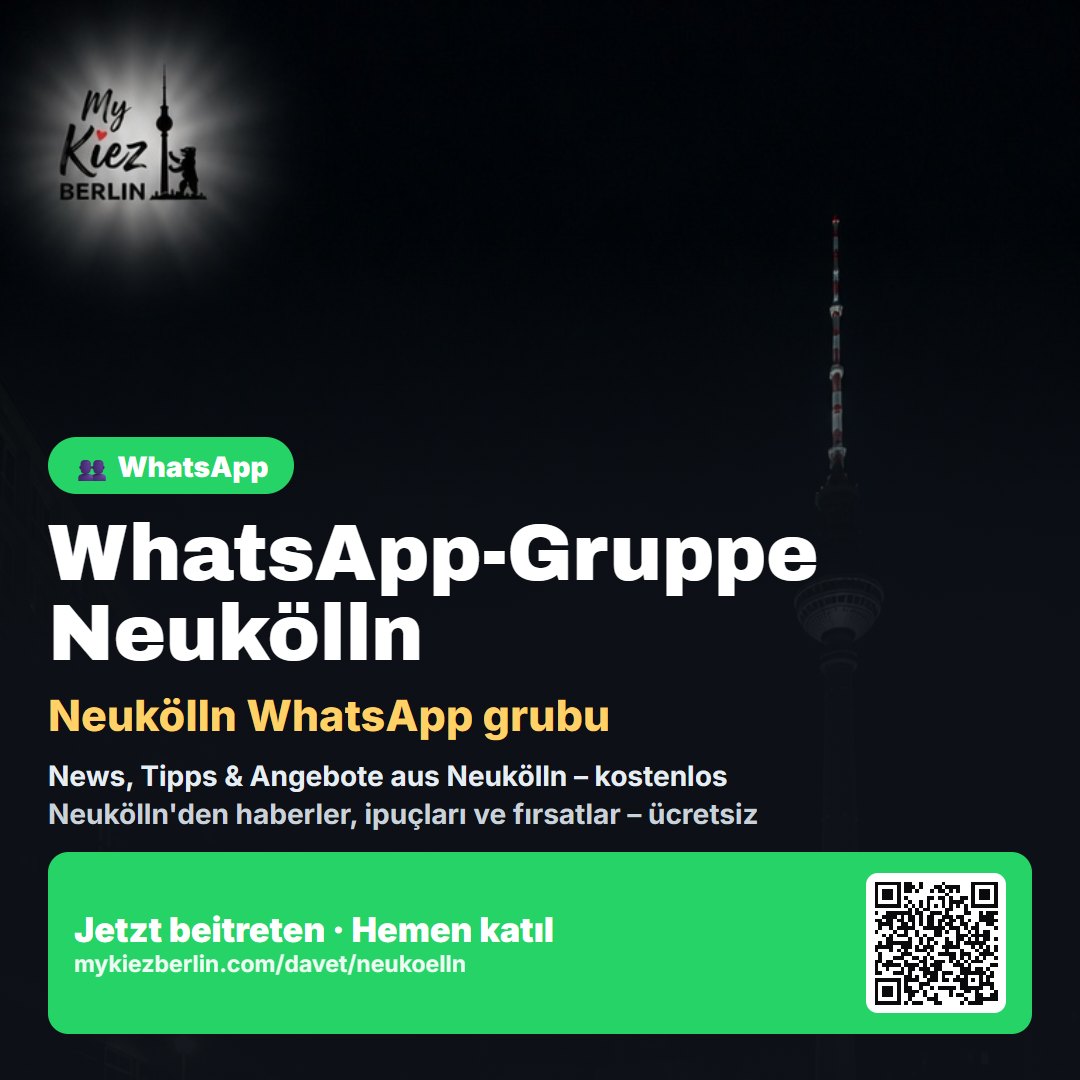 My
Kiez
BERLIN
WhatsApp
WhatsApp-Gruppe
Neukölln
Neukölln WhatsApp grubu
News, Tipps & Angebote aus Neukölln – kostenlos
Neukölln'den haberler, ipuçları ve fırsatlar – ücretsiz
Jetzt beitreten · Hemen katıl
mykiezberlin.com/davet/neukoelln